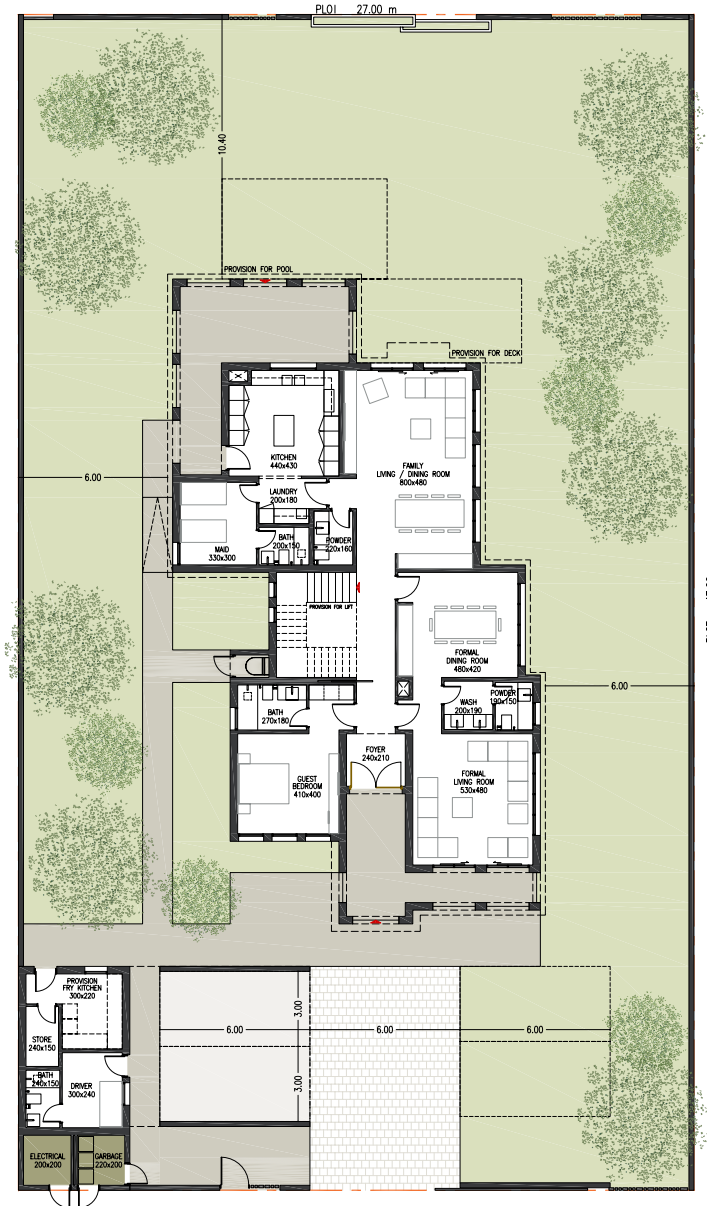 PLOT 27.00 m
10.40
PROVISION FOR POOL
PROVISION FOR DECK
KITCHEN
440x430
FAMILY
LIVING / DINING ROOM
800x480
6.00
LAUNDRY
200x180
MAID
330x300
BATH
200x150
POWDER
220x160
PROVISION FOR LIFT
FORMAL
DINING ROOM
480x420
6.00
BATH
270x180
WASH
200x190
POWDER
190x150
FOYER
240x210
GUEST
BEDROOM
410x400
FORMAL
LIVING ROOM
530x480
PROVISION
FRY KITCHEN
300x220
STORE
240x150
3.00
6.00
6.00
6.00
BATH
240x150
DRIVER
300x240
3.00
ELECTRICAL
200x200
GARBAGE
220x200